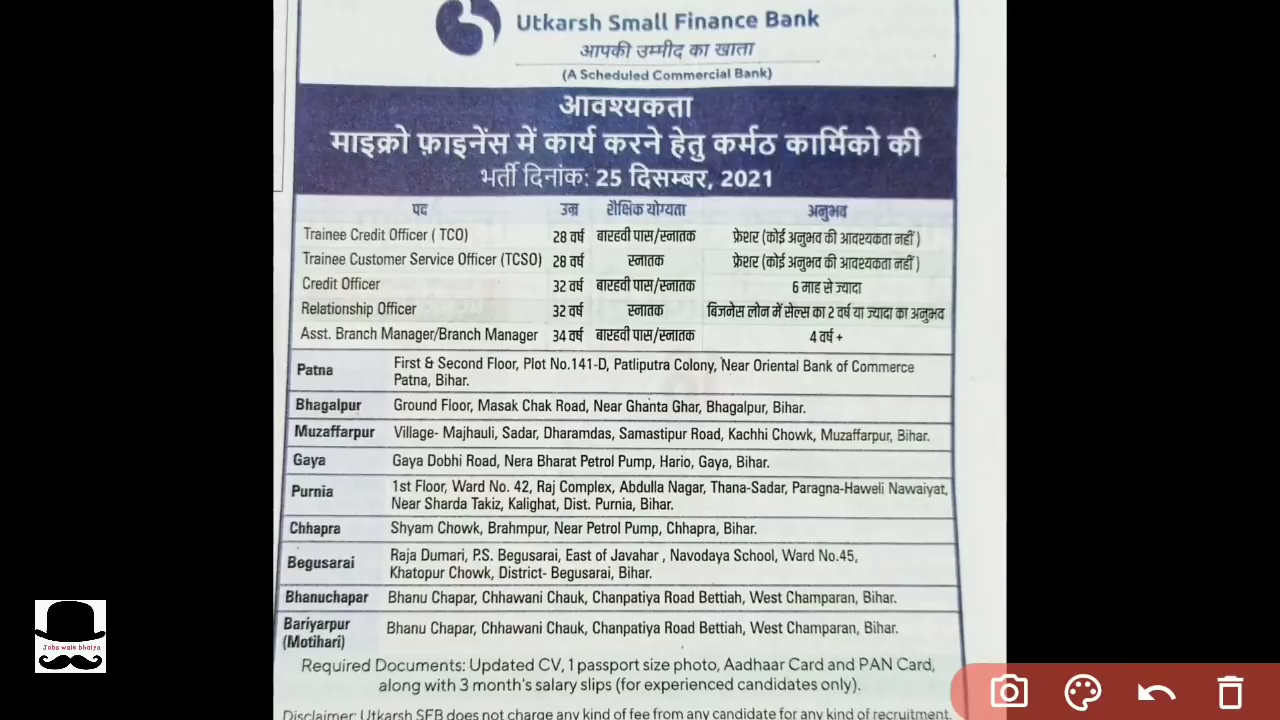 Utkarsh Small Finance Bank
आपकी उम्मीद का खाता
(A Scheduled Commercial Bank)
आवश्यकता
माइक्रो फ़ाइनेंस में कार्य करने हेतु कर्मठ कार्मिको की
भर्ती दिनांक: 25 दिसम्बर, 2021
पद उम्र शैक्षिक योग्यता अनुभव
Trainee Credit Officer ( TCO) 28 वर्ष बारहवी पास/स्नातक फ्रेशर (कोई अनुभव की आवश्यकता नहीं )
Trainee Customer Service Officer (TCSO) 28 वर्ष स्नातक फ्रेशर (कोई अनुभव की आवश्यकता नहीं )
Credit Officer 32 वर्ष बारहवी पास/स्नातक 6 माह से ज्यादा
Relationship Officer 32 वर्ष स्नातक बिजनेस लोन में सेल्स का 2 वर्ष या ज्यादा का अनुभव
Asst. Branch Manager/Branch Manager 34 वर्ष बारहवी पास/स्नातक 4 वर्ष +
Patna First & Second Floor, Plot No.141-D, Patliputra Colony, Near Oriental Bank of Commerce
Patna, Bihar.
Bhagalpur Ground Floor, Masak Chak Road, Near Ghanta Ghar, Bhagalpur, Bihar.
Muzaffarpur Village- Majhauli, Sadar, Dharamdas, Samastipur Road, Kachhi Chowk, Muzaffarpur, Bihar.
Gaya Gaya Dobhi Road, Nera Bharat Petrol Pump, Hario, Gaya, Bihar.
Purnia 1st Floor, Ward No. 42, Raj Complex, Abdulla Nagar, Thana-Sadar, Paragna-Haweli Nawaiyat,
Near Sharda Takiz, Kalighat, Dist. Purnia, Bihar.
Chhapra Shyam Chowk, Brahmpur, Near Petrol Pump, Chhapra, Bihar.
Begusarai Raja Dumari, P.S. Begusarai, East of Javahar , Navodaya School, Ward No.45,
Khatopur Chowk, District- Begusarai, Bihar.
Bhanuchapar Bhanu Chapar, Chhawani Chauk, Chanpatiya Road Bettiah, West Champaran, Bihar.
Bariyarpur (Motihari) Bhanu Chapar, Chhawani Chauk, Chanpatiya Road Bettiah, West Champaran, Bihar.
Required Documents: Updated CV, 1 passport size photo, Aadhaar Card and PAN Card,
along with 3 month's salary slips (for experienced candidates only).
Disclaimer: Utkarsh SFB does not charge any kind of fee from any candidate for any kind of recruitment.
Jobs wale bhaiya